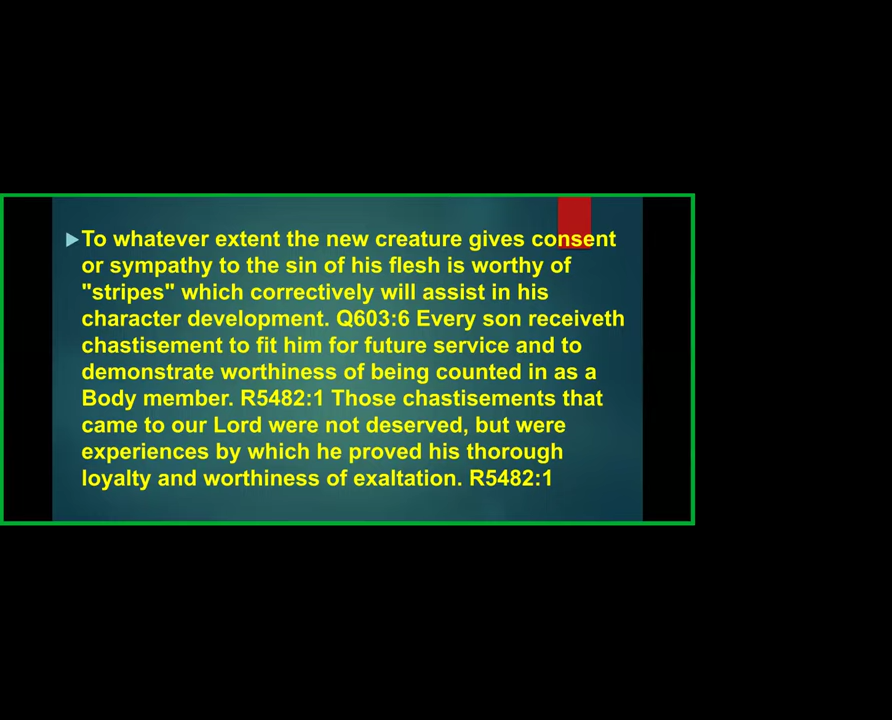 To whatever extent the new creature gives consent
or sympathy to the sin of his flesh is worthy of
"stripes" which correctively will assist in his
character development. Q603:6 Every son receiveth
chastisement to fit him for future service and to
demonstrate worthiness of being counted in as a
Body member. R5482:1 Those chastisements that
came to our Lord were not deserved, but were
experiences by which he proved his thorough
loyalty and worthiness of exaltation. R5482:1